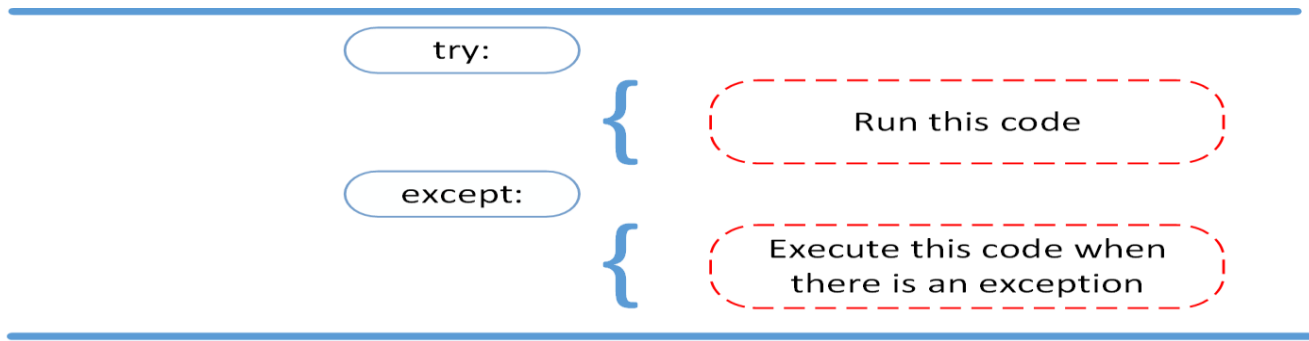 try:
Run this code
except:
Execute this code when
there is an exception